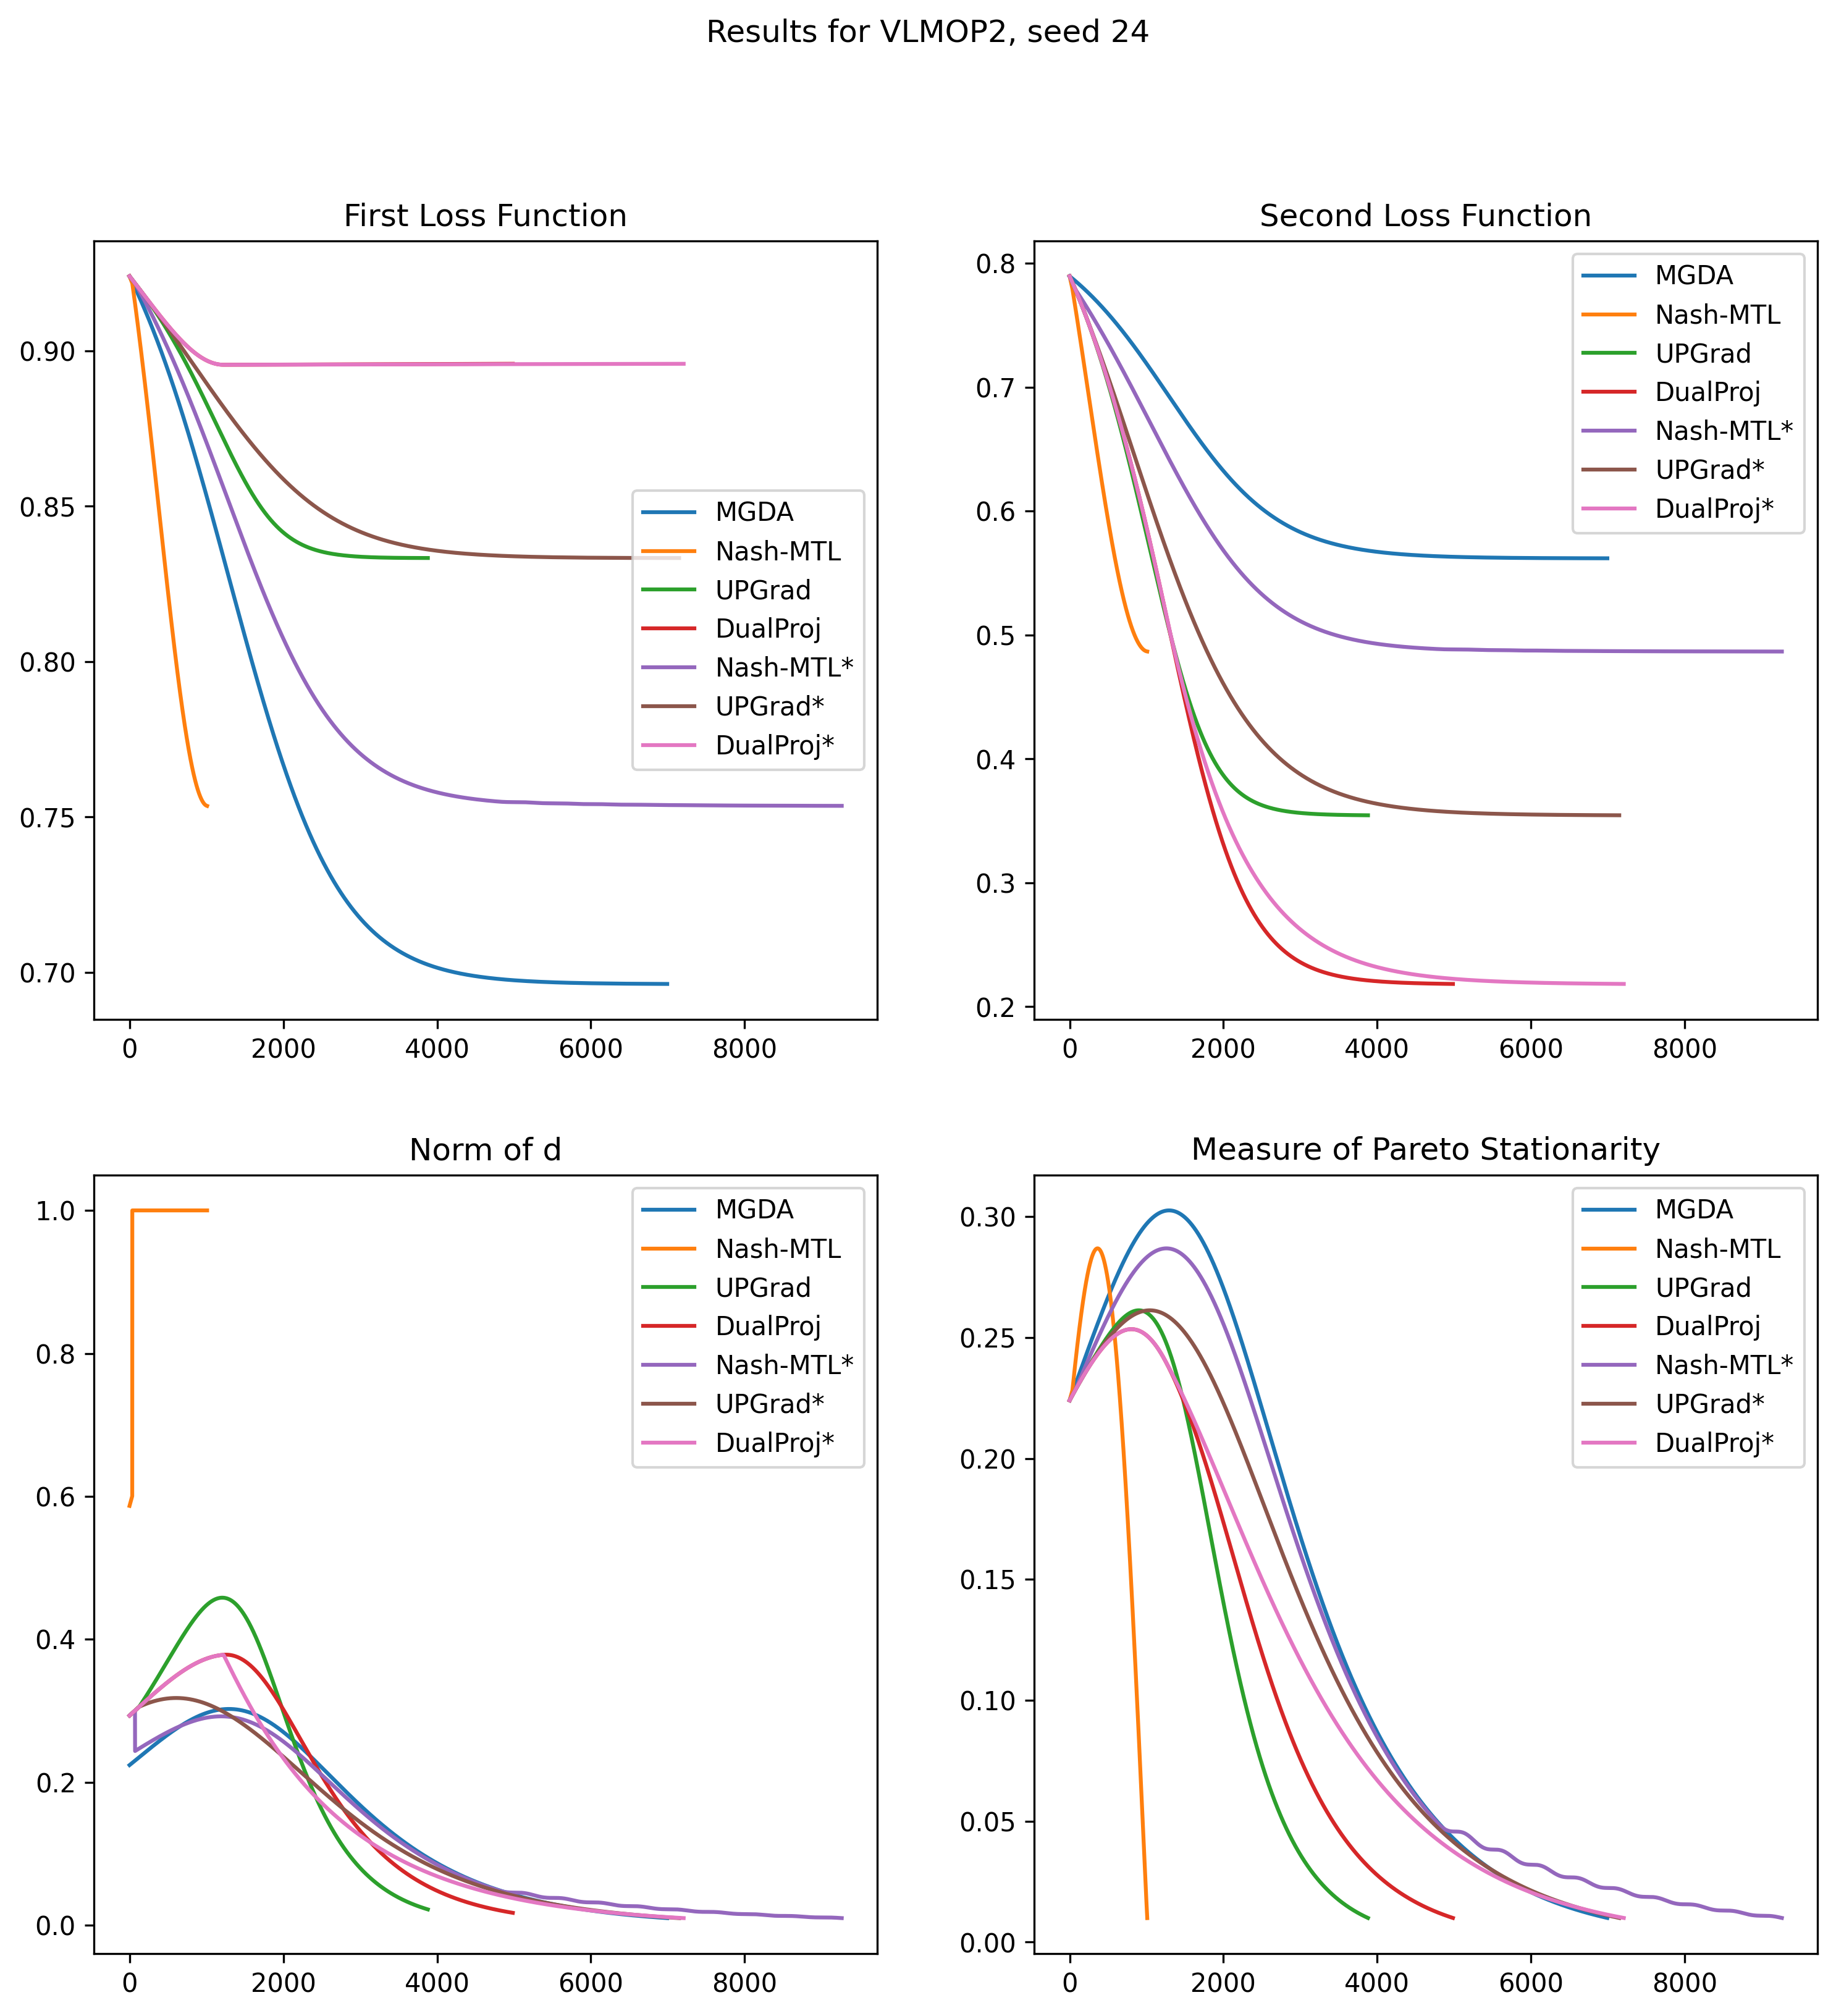 Results for VLMOP2, seed 24
First Loss Function
0.90
0.85
0.80
0.75
0.70
0 2000 4000 6000 8000
MGDA
Nash-MTL
UPGrad
DualProj
Nash-MTL*
UPGrad*
DualProj*
Second Loss Function
0.8
0.7
0.6
0.5
0.4
0.3
0.2
0 2000 4000 6000 8000
MGDA
Nash-MTL
UPGrad
DualProj
Nash-MTL*
UPGrad*
DualProj*
Norm of d
1.0
0.8
0.6
0.4
0.2
0.0
0 2000 4000 6000 8000
MGDA
Nash-MTL
UPGrad
DualProj
Nash-MTL*
UPGrad*
DualProj*
Measure of Pareto Stationarity
0.30
0.25
0.20
0.15
0.10
0.05
0.00
0 2000 4000 6000 8000
MGDA
Nash-MTL
UPGrad
DualProj
Nash-MTL*
UPGrad*
DualProj*